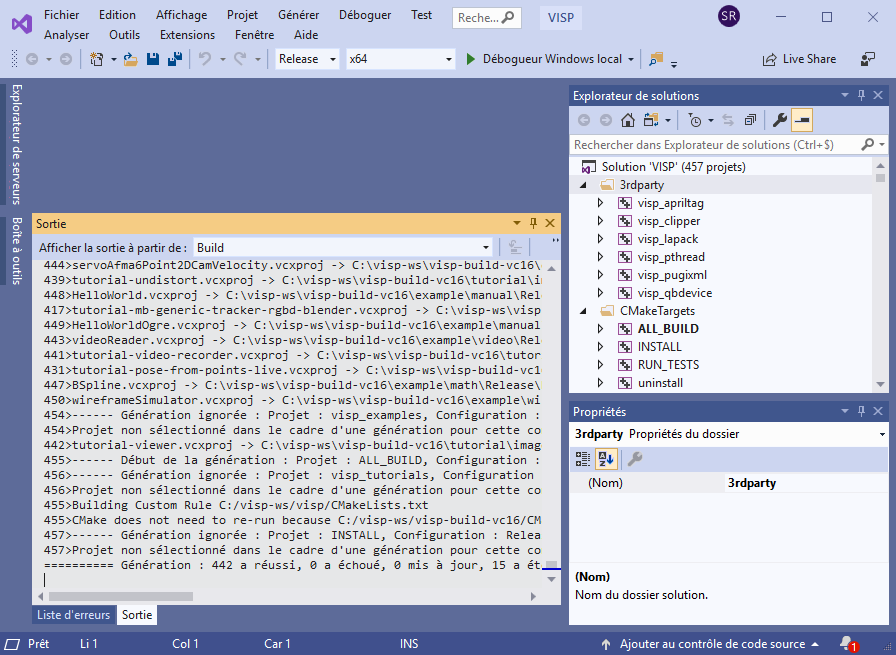 Fichier Edition Affichage Projet Générer Déboguer Test Reche... VISP SR
Analyser Outils Extensions Fenêtre Aide
Release x64 Débogueur Windows local Live Share
Explorateur de serveurs
Boîte à outils
Sortie
Afficher la sortie à partir de : Build
444>servoAfma6Point2DCamVelocity.vcxproj -> C:\visp-ws\visp-build-vc16\
439>tutorial-undistort.vcxproj -> C:\visp-ws\visp-build-vc16\tutorial\i
448>HelloWorld.vcxproj -> C:\visp-ws\visp-build-vc16\example\manual\Rel
417>tutorial-mb-generic-tracker-rgbd-blender.vcxproj -> C:\visp-ws\visp
449>HelloWorldOgre.vcxproj -> C:\visp-ws\visp-build-vc16\example\manual
443>videoReader.vcxproj -> C:\visp-ws\visp-build-vc16\example\video\Rel
441>tutorial-video-recorder.vcxproj -> C:\visp-ws\visp-build-vc16\tutor
431>tutorial-pose-from-points-live.vcxproj -> C:\visp-ws\visp-build-vc16
447>BSpline.vcxproj -> C:\visp-ws\visp-build-vc16\example\math\Release\
450>wireframeSimulator.vcxproj -> C:\visp-ws\visp-build-vc16\example\wi
454>------ Génération ignorée : Projet : visp_examples, Configuration :
454>Projet non sélectionné dans le cadre d'une génération pour cette co
442>tutorial-viewer.vcxproj -> C:\visp-ws\visp-build-vc16\tutorial\imag
455>------ Début de la génération : Projet : ALL_BUILD, Configuration :
456>------ Génération ignorée : Projet : visp_tutorials, Configuration
456>Projet non sélectionné dans le cadre d'une génération pour cette co
455>Building Custom Rule C:/visp-ws/visp/CMakeLists.txt
455>CMake does not need to re-run because C:/visp-ws/visp-build-vc16/CM
457>------ Génération ignorée : Projet : INSTALL, Configuration : Relea
457>Projet non sélectionné dans le cadre d'une génération pour cette co
========== Génération : 442 a réussi, 0 a échoué, 0 mis à jour, 15 a ét
Liste d'erreurs Sortie
Explorateur de solutions
Rechercher dans Explorateur de solutions (Ctrl+$)
Solution 'VISP' (457 projets)
3rdparty
visp_apriltag
visp_clipper
visp_lapack
visp_pthread
visp_pugixml
visp_qbdevice
CMakeTargets
ALL_BUILD
INSTALL
RUN_TESTS
uninstall
Propriétés
3rdparty Propriétés du dossier
(Nom) 3rdparty
(Nom)
Nom du dossier solution.
Prêt Li 1 Col 1 Car 1 INS Ajouter au contrôle de code source 1